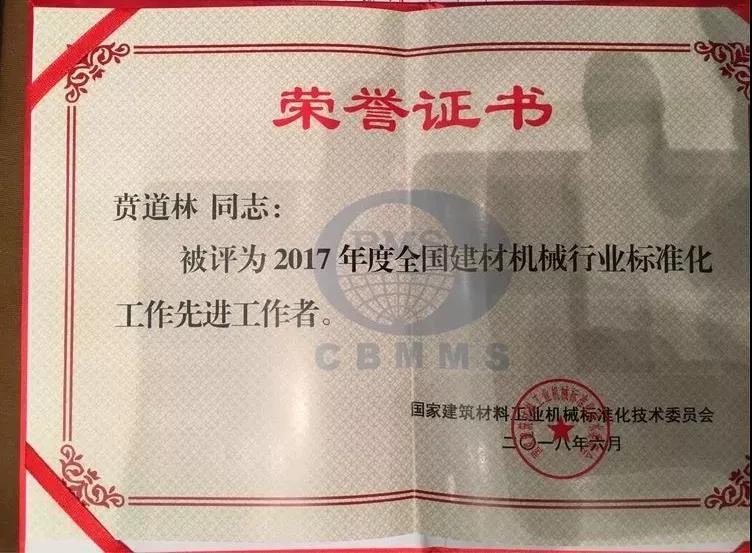 荣誉证书
贲道林 同志：
被评为2017年度全国建材机械行业标准化
工作先进工作者。
CBMMS
国家建筑材料工业机械标准化技术委员会
二〇一八年六月